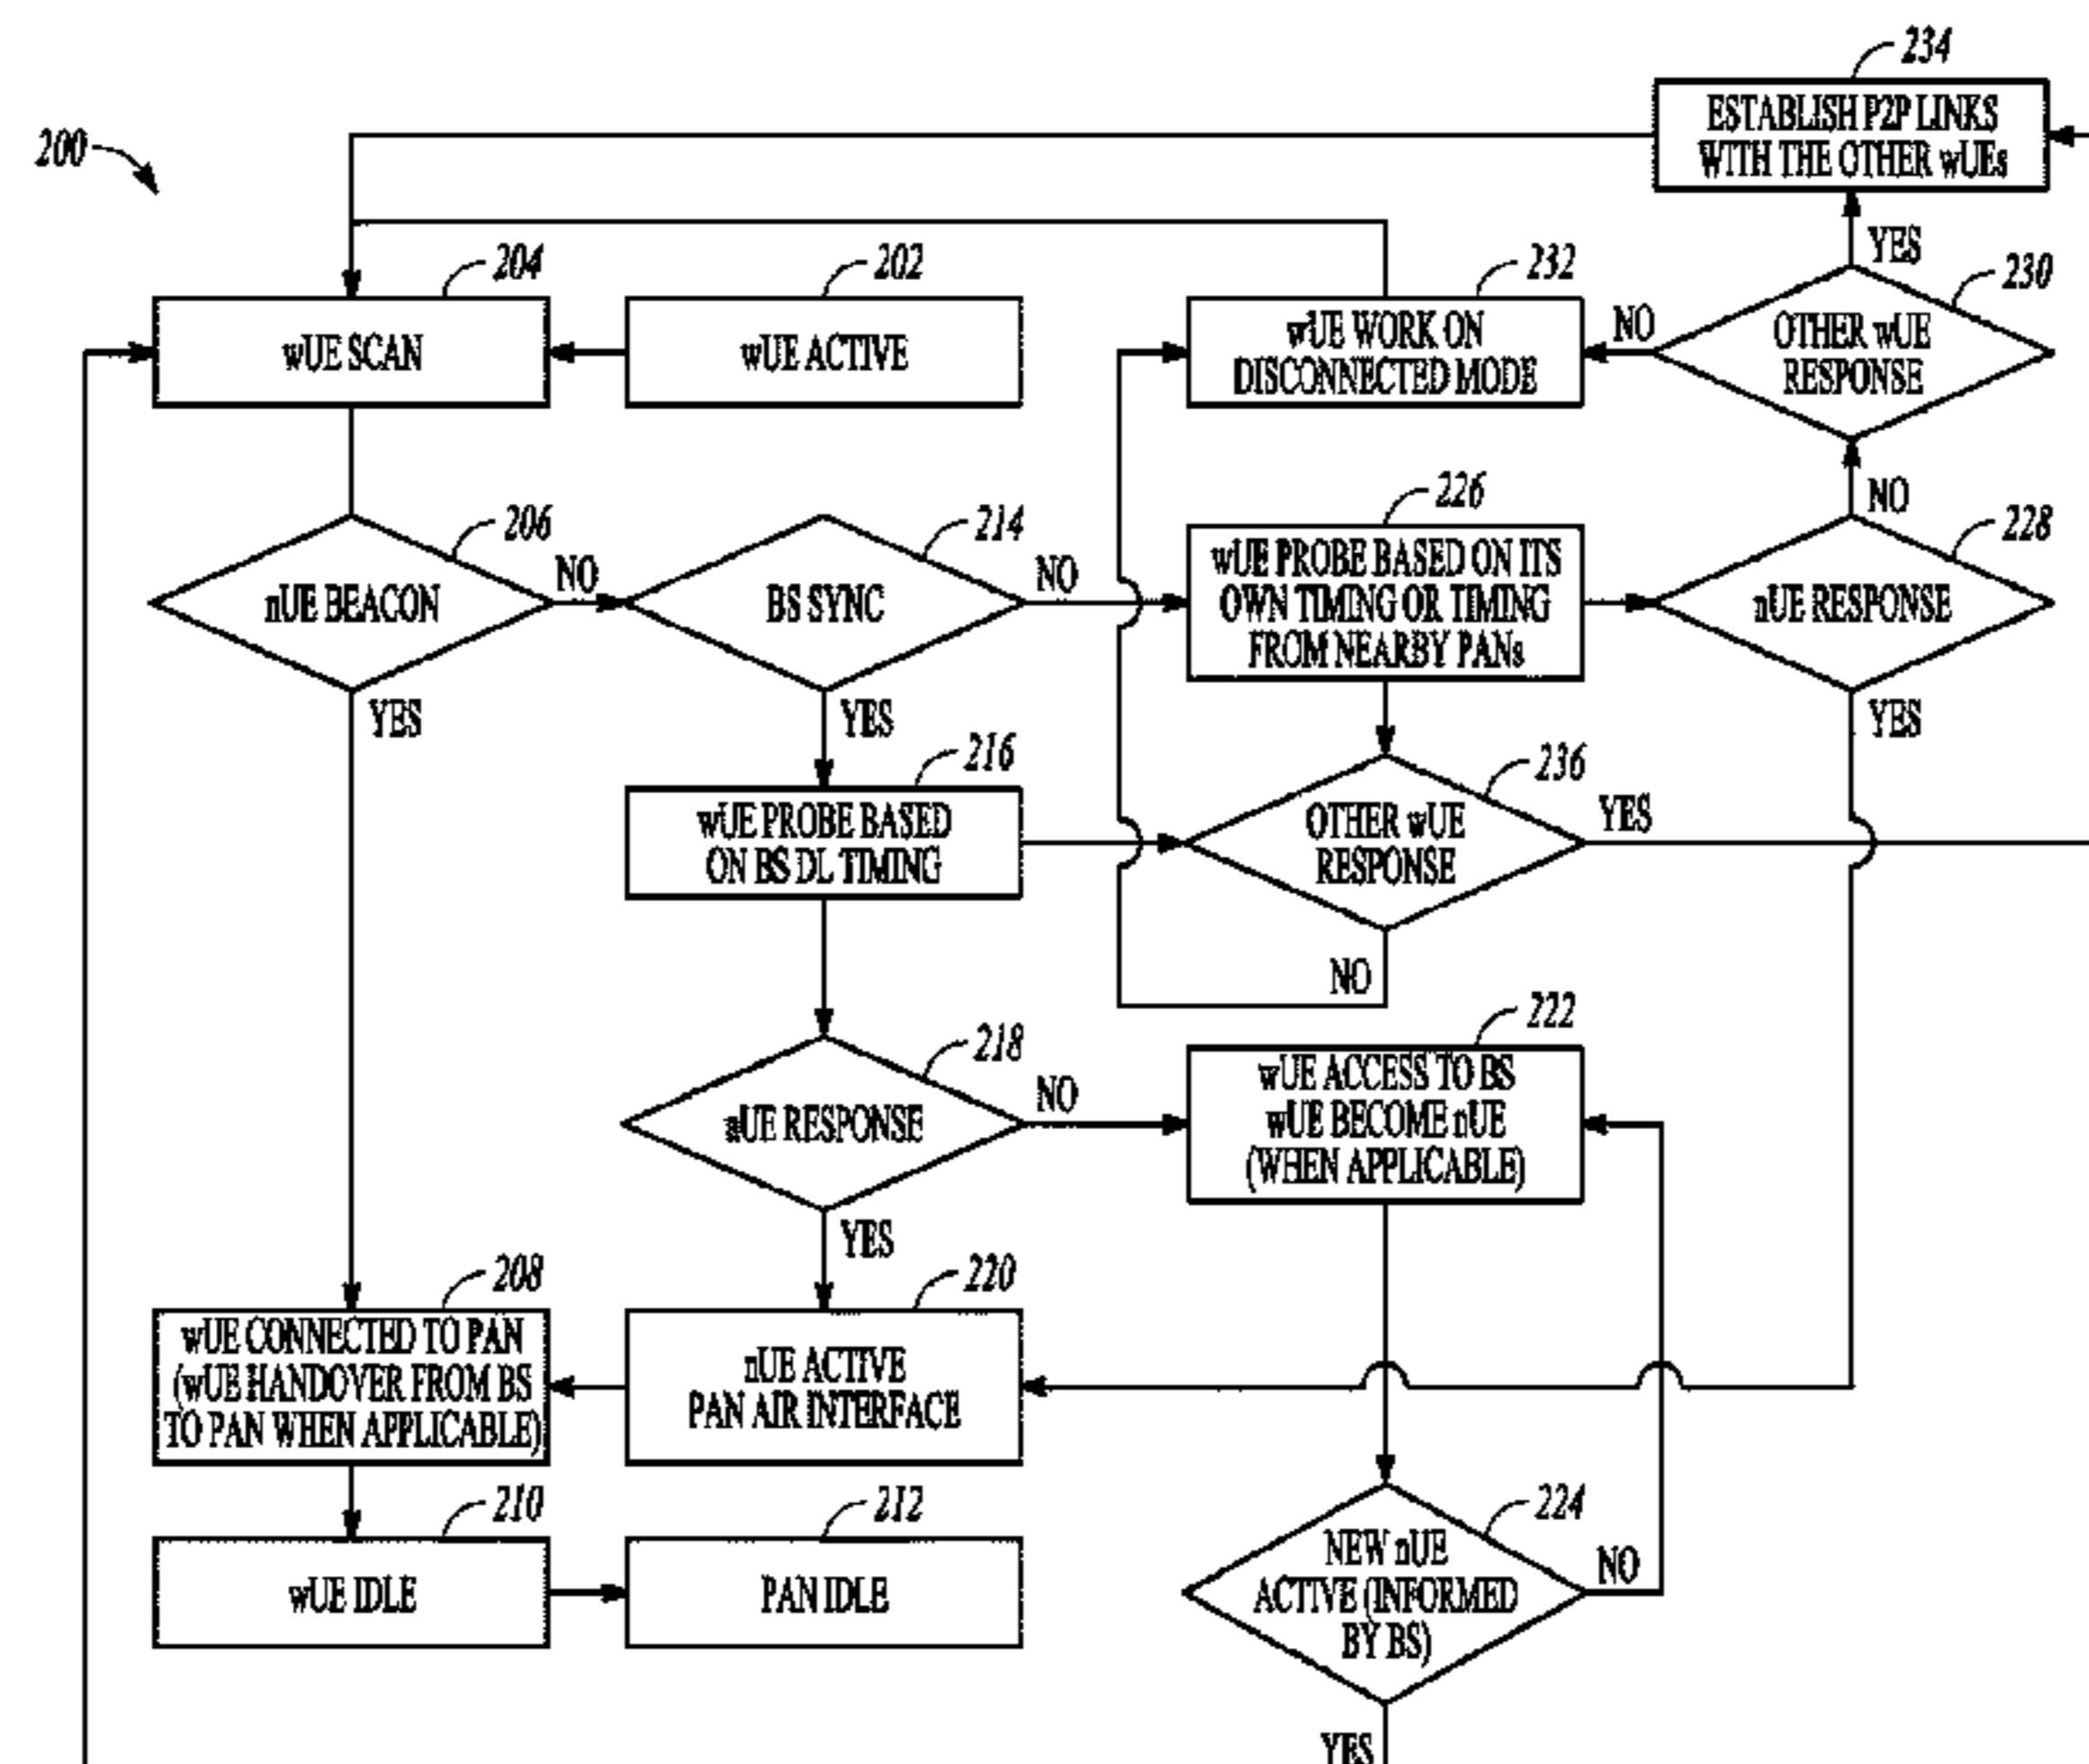 200
234
ESTABLISH P2P LINKS
WITH THE OTHER wUEs
YES
204
wUE SCAN
202
wUE ACTIVE
232
wUE WORK ON
DISCONNECTED MODE
NO
230
OTHER wUE
RESPONSE
NO
206
nUE BEACON
NO
YES
214
BS SYNC
NO
YES
226
wUE PROBE BASED ON ITS
OWN TIMING OR TIMING
FROM NEARBY PANs
228
nUE RESPONSE
YES
216
wUE PROBE BASED
ON BS DL TIMING
236
OTHER wUE
RESPONSE
YES
NO
218
nUE RESPONSE
NO
YES
222
wUE ACCESS TO BS
wUE BECOME nUE
(WHEN APPLICABLE)
208
wUE CONNECTED TO PAN
(wUE HANDOVER FROM BS
TO PAN WHEN APPLICABLE)
220
nUE ACTIVE
PAN AIR INTERFACE
210
wUE IDLE
212
PAN IDLE
224
NEW nUE
ACTIVE (INFORMED
BY BS)
NO
YES